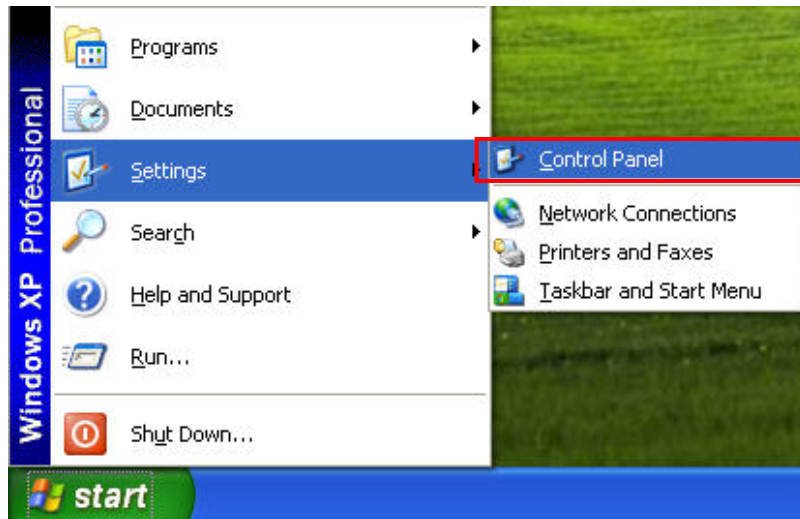 Windows XP Professional
Programs
Documents
Settings
Search
Help and Support
Run...
Shut Down...
Control Panel
Network Connections
Printers and Faxes
Taskbar and Start Menu
start